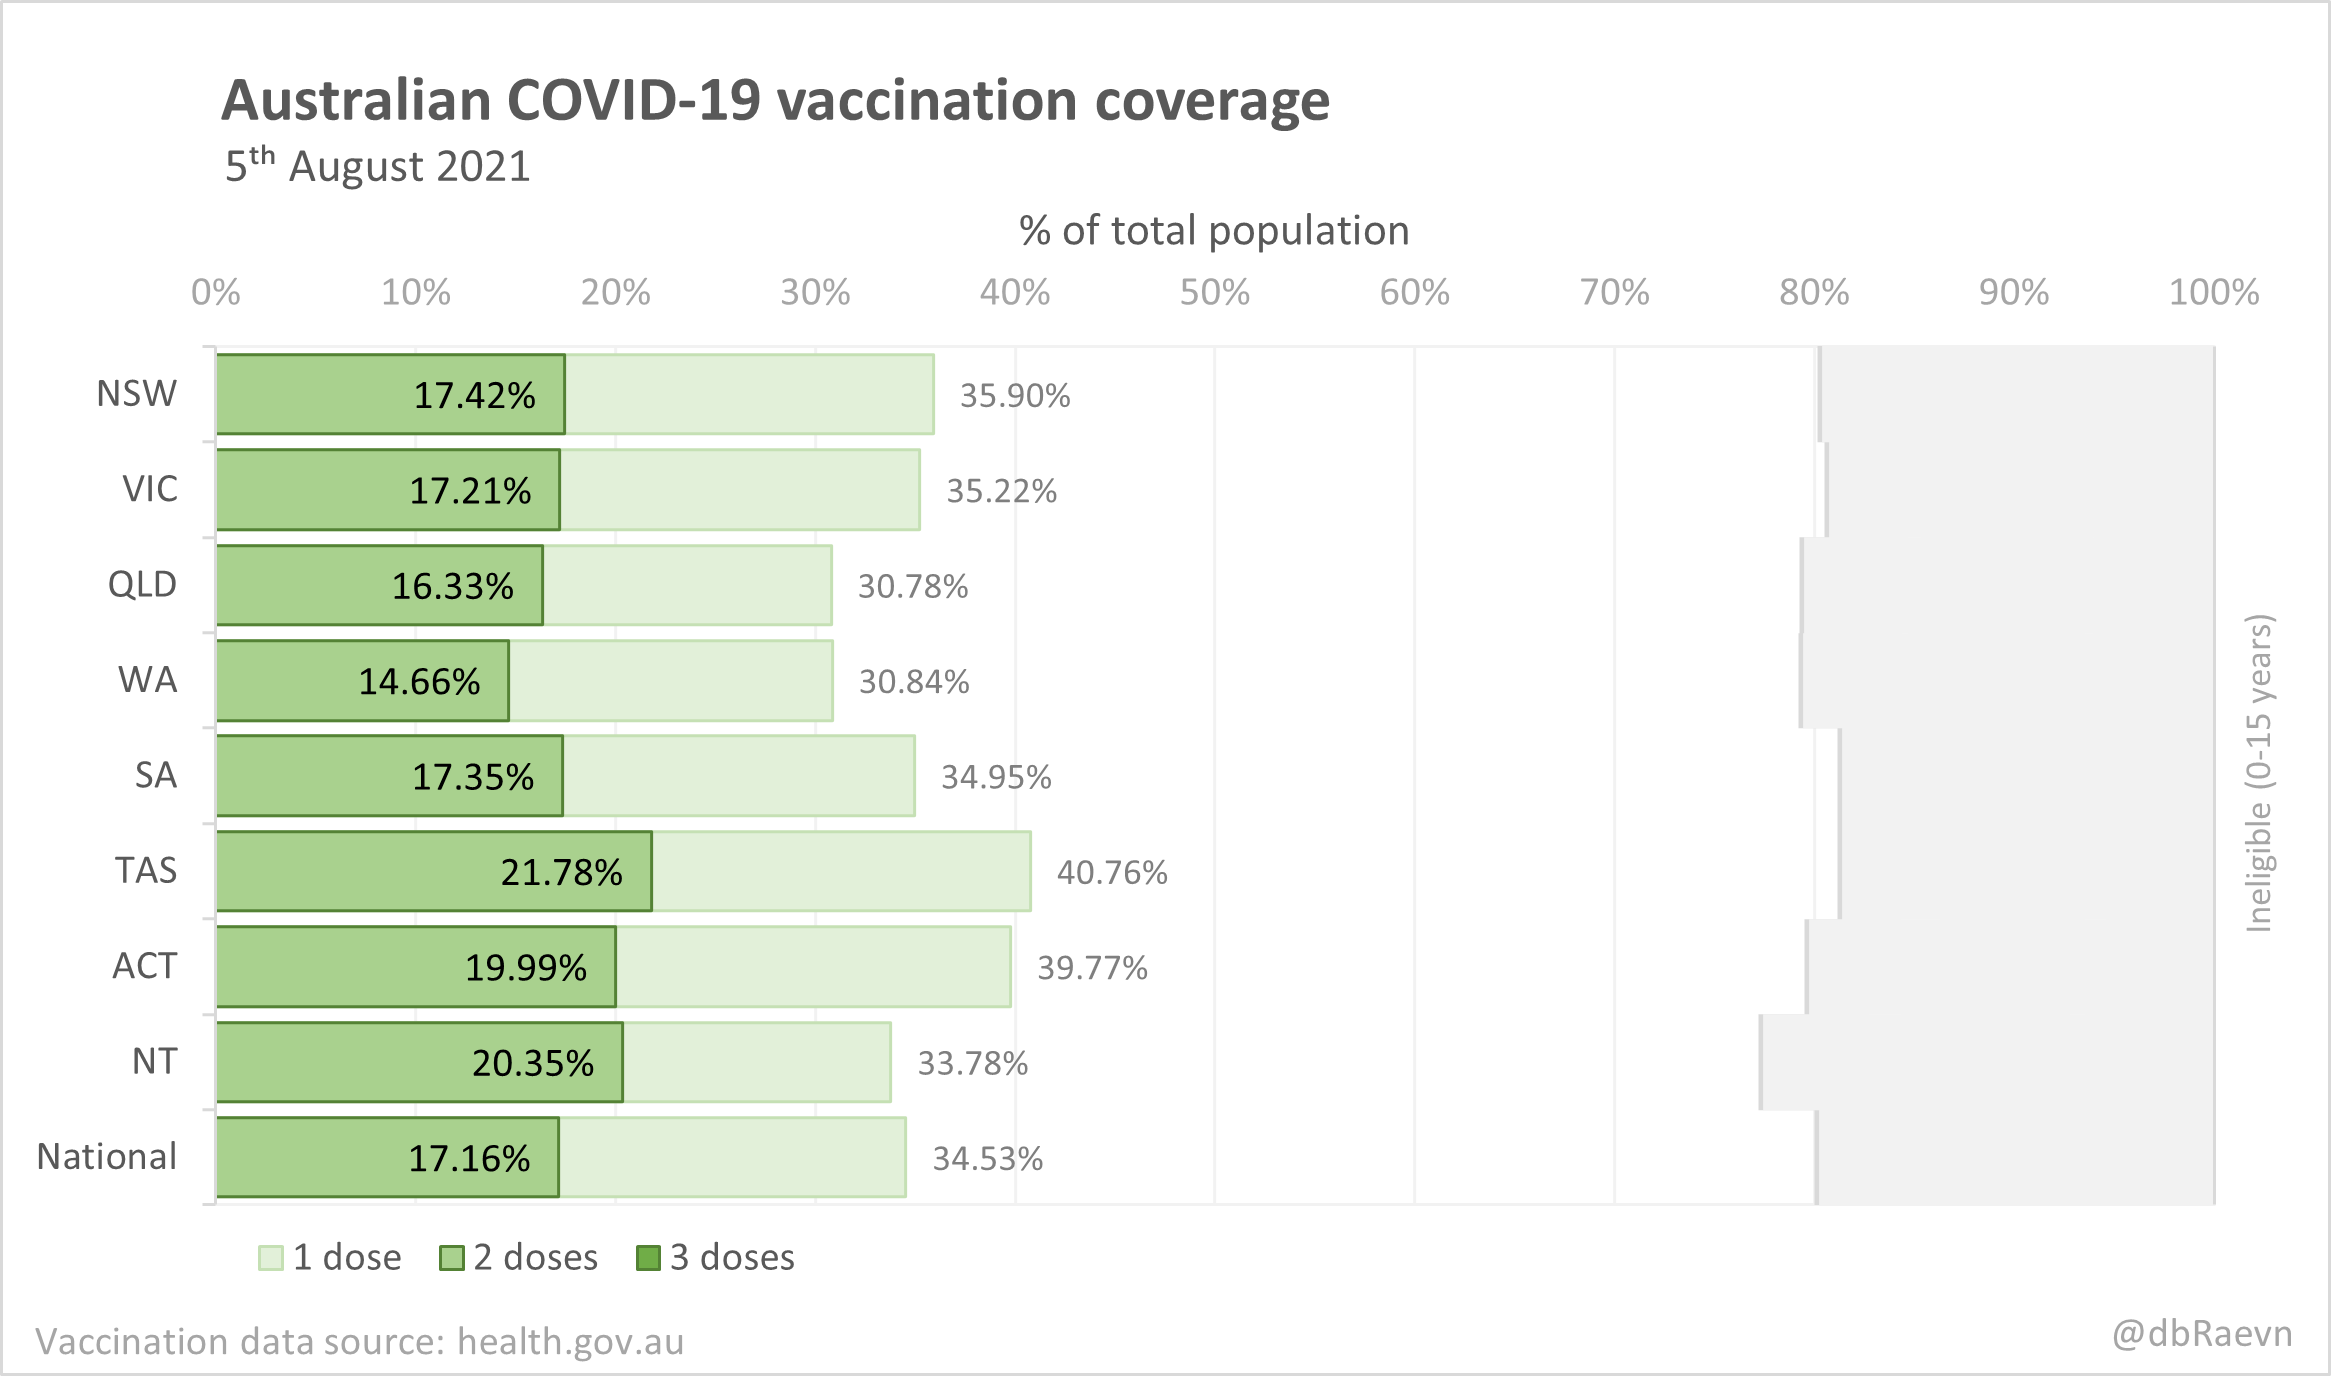 Australian COVID-19 vaccination coverage
5th August 2021
% of total population
0% 10% 20% 30% 40% 50% 60% 70% 80% 90% 100%
NSW 17.42% 35.90%
VIC 17.21% 35.22%
QLD 16.33% 30.78%
WA 14.66% 30.84%
SA 17.35% 34.95%
TAS 21.78% 40.76%
ACT 19.99% 39.77%
NT 20.35% 33.78%
National 17.16% 34.53%
Ineligible (0-15 years)
1 dose 2 doses 3 doses
Vaccination data source: health.gov.au
@dbRaevn